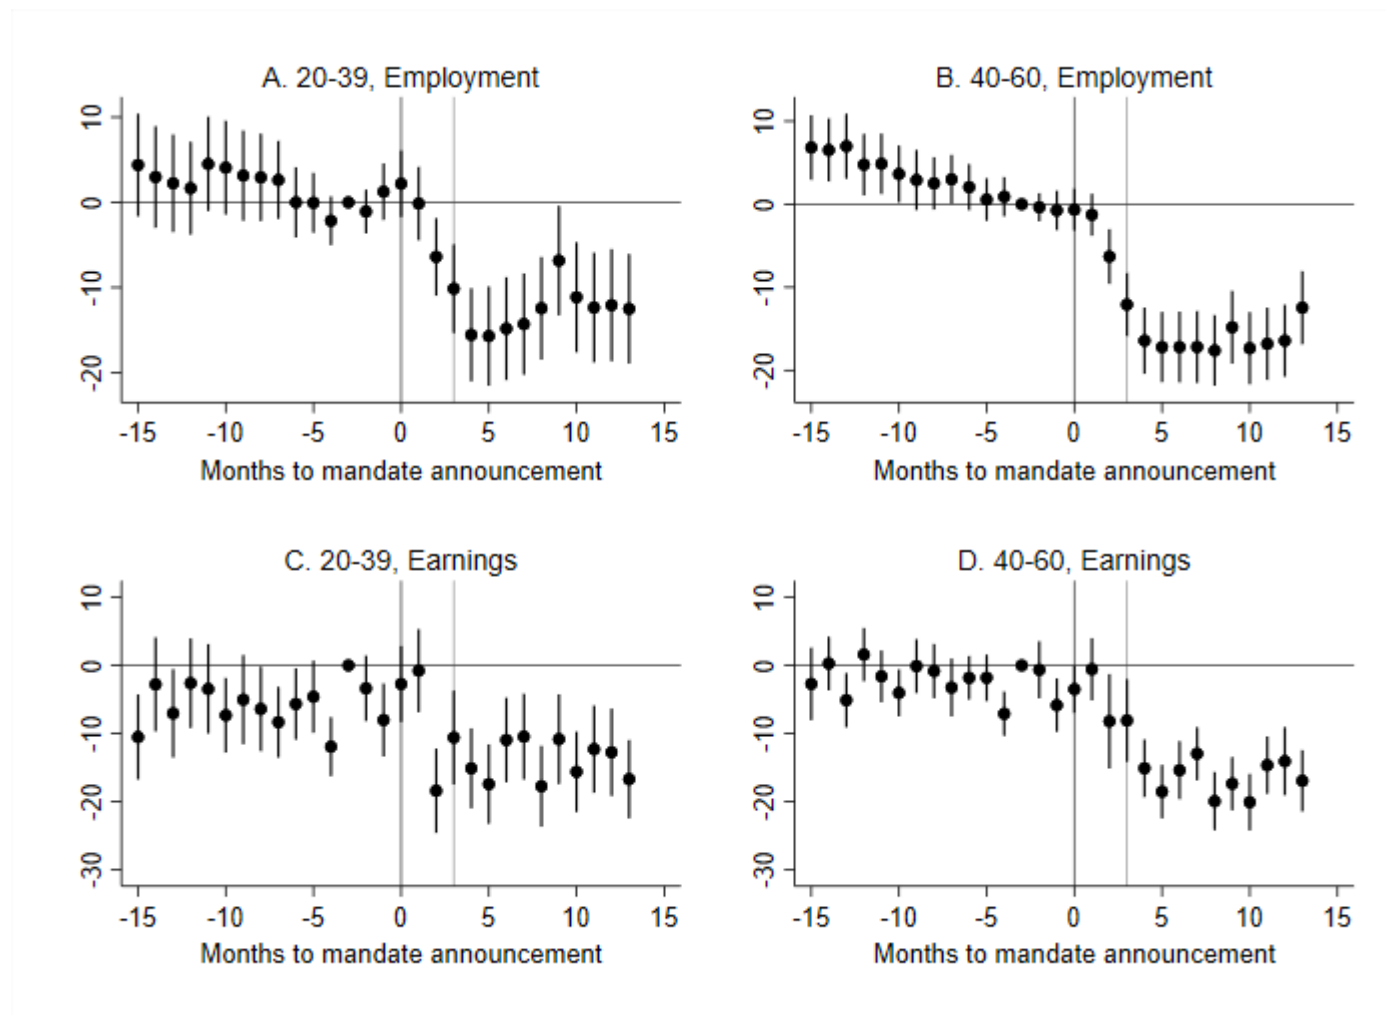 A. 20-39, Employment
10
0
-10
-20
-15 -10 -5 0 5 10 15
Months to mandate announcement
B. 40-60, Employment
10
0
-10
-20
-15 -10 -5 0 5 10 15
Months to mandate announcement
C. 20-39, Earnings
10
0
-10
-20
-30
-15 -10 -5 0 5 10 15
Months to mandate announcement
D. 40-60, Earnings
10
0
-10
-20
-30
-15 -10 -5 0 5 10 15
Months to mandate announcement